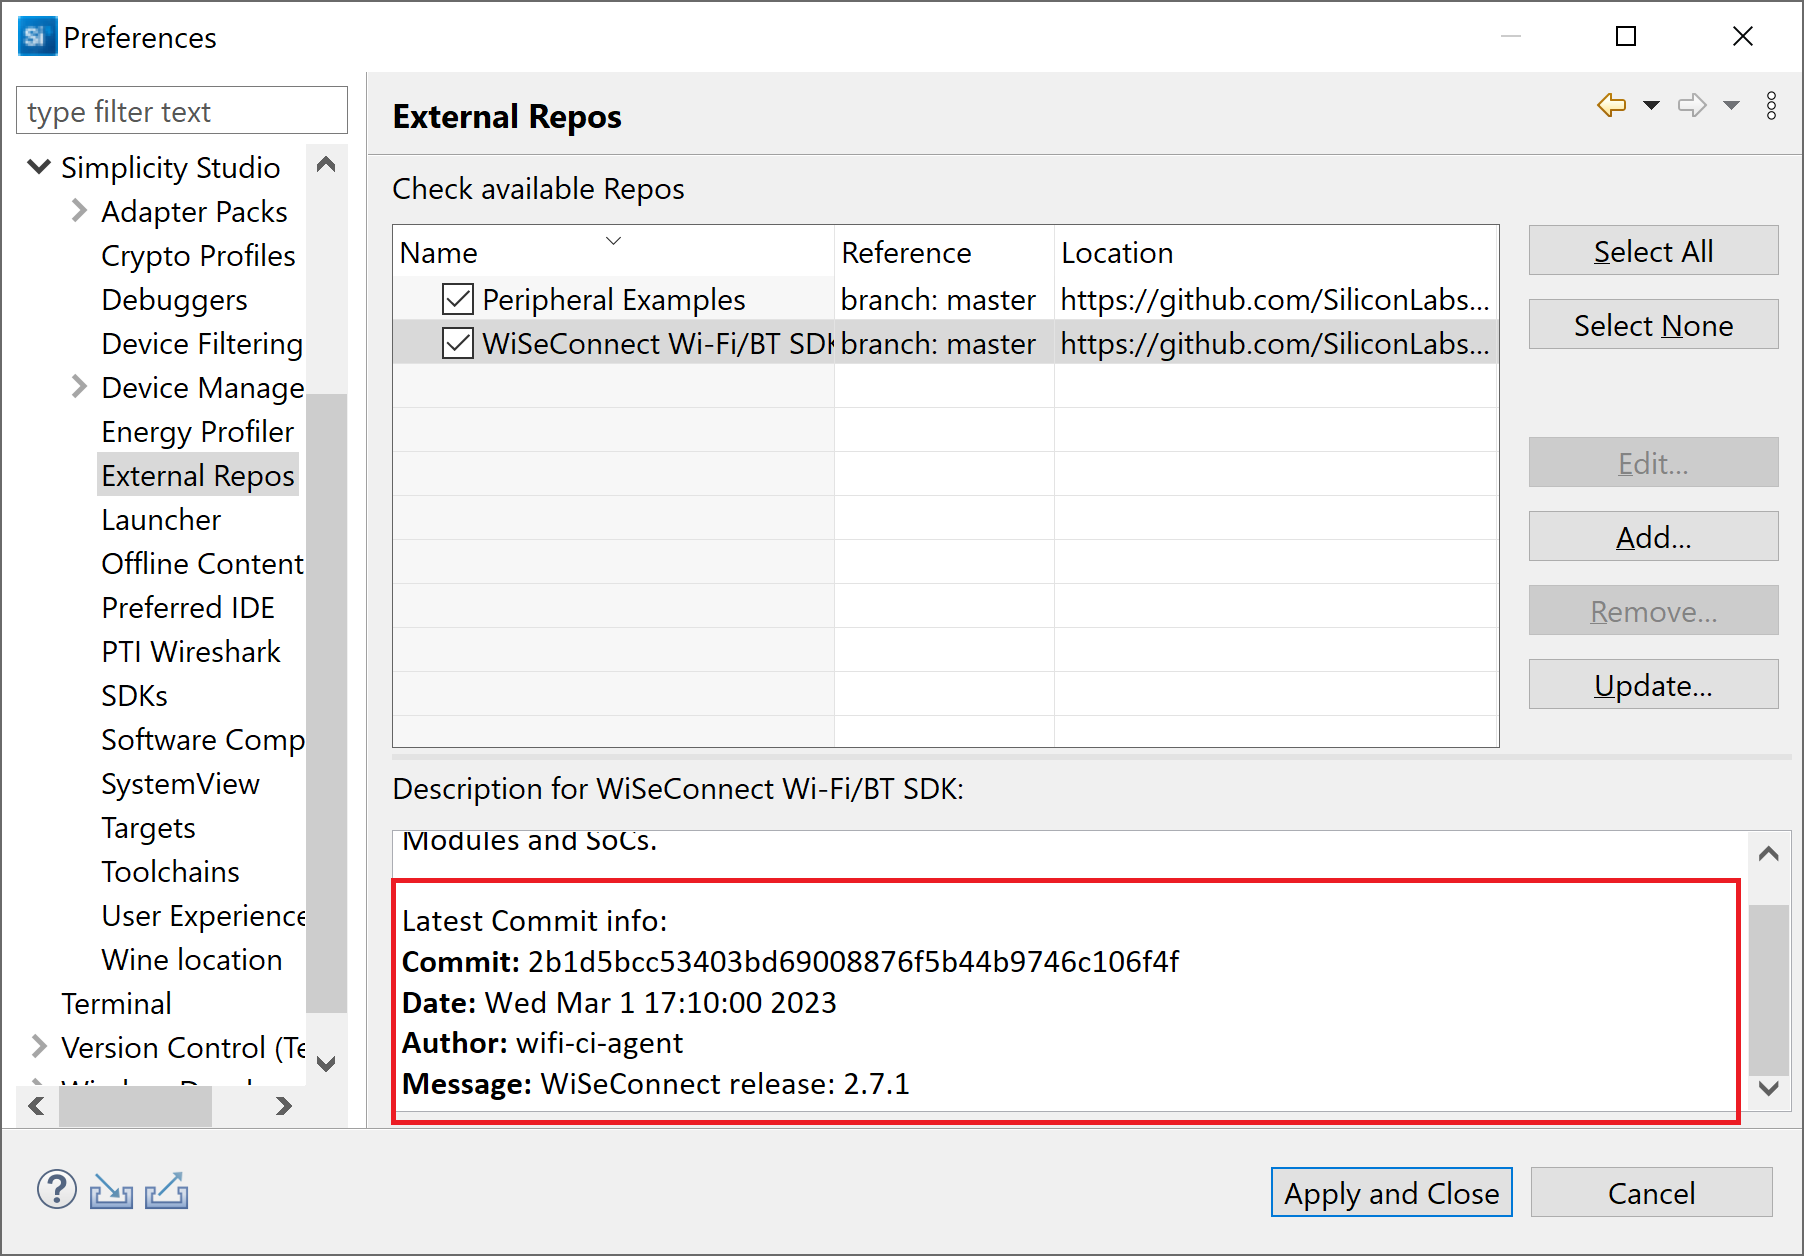 Si Preferences
type filter text
Simplicity Studio
Adapter Packs
Crypto Profiles
Debuggers
Device Filtering
Device Manage
Energy Profiler
External Repos
Launcher
Offline Content
Preferred IDE
PTI Wireshark
SDKs
Software Comp
SystemView
Targets
Toolchains
User Experience
Wine location
Terminal
Version Control (Te
External Repos
Check available Repos
Name Reference Location
Peripheral Examples branch: master https://github.com/SiliconLabs...
WiSeConnect Wi-Fi/BT SDK branch: master https://github.com/SiliconLabs...
Select All
Select None
Edit...
Add...
Remove...
Update...
Description for WiSeConnect Wi-Fi/BT SDK:
Modules and SoCs.
Latest Commit info:
Commit: 2b1d5bcc53403bd69008876f5b44b9746c106f4f
Date: Wed Mar 1 17:10:00 2023
Author: wifi-ci-agent
Message: WiSeConnect release: 2.7.1
?
Apply and Close
Cancel